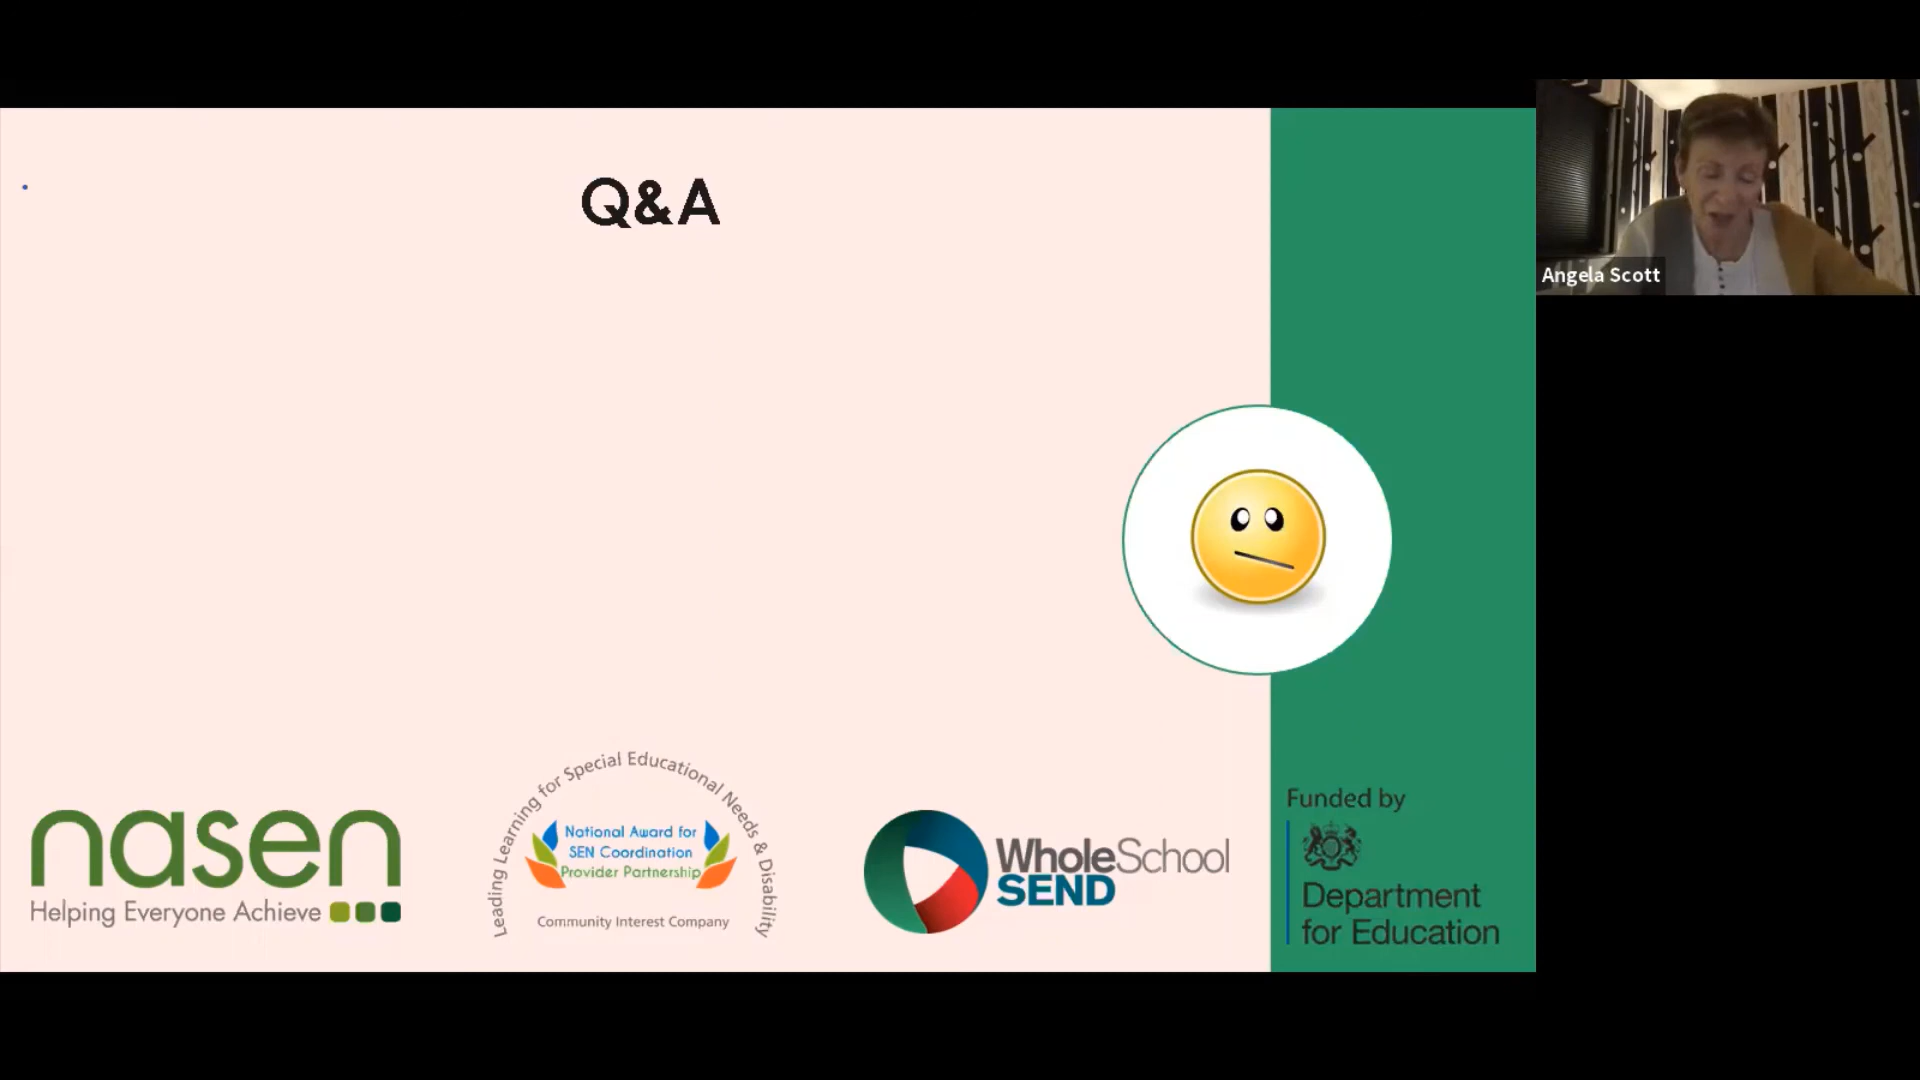 Q&A
Angela Scott
nasen
Helping Everyone Achieve
Leading Learning for Special Educational Needs & Disability
National Award for
SEN Coordination
Provider Partnership
Community Interest Company
WholeSchool
SEND
Funded by
Department
for Education